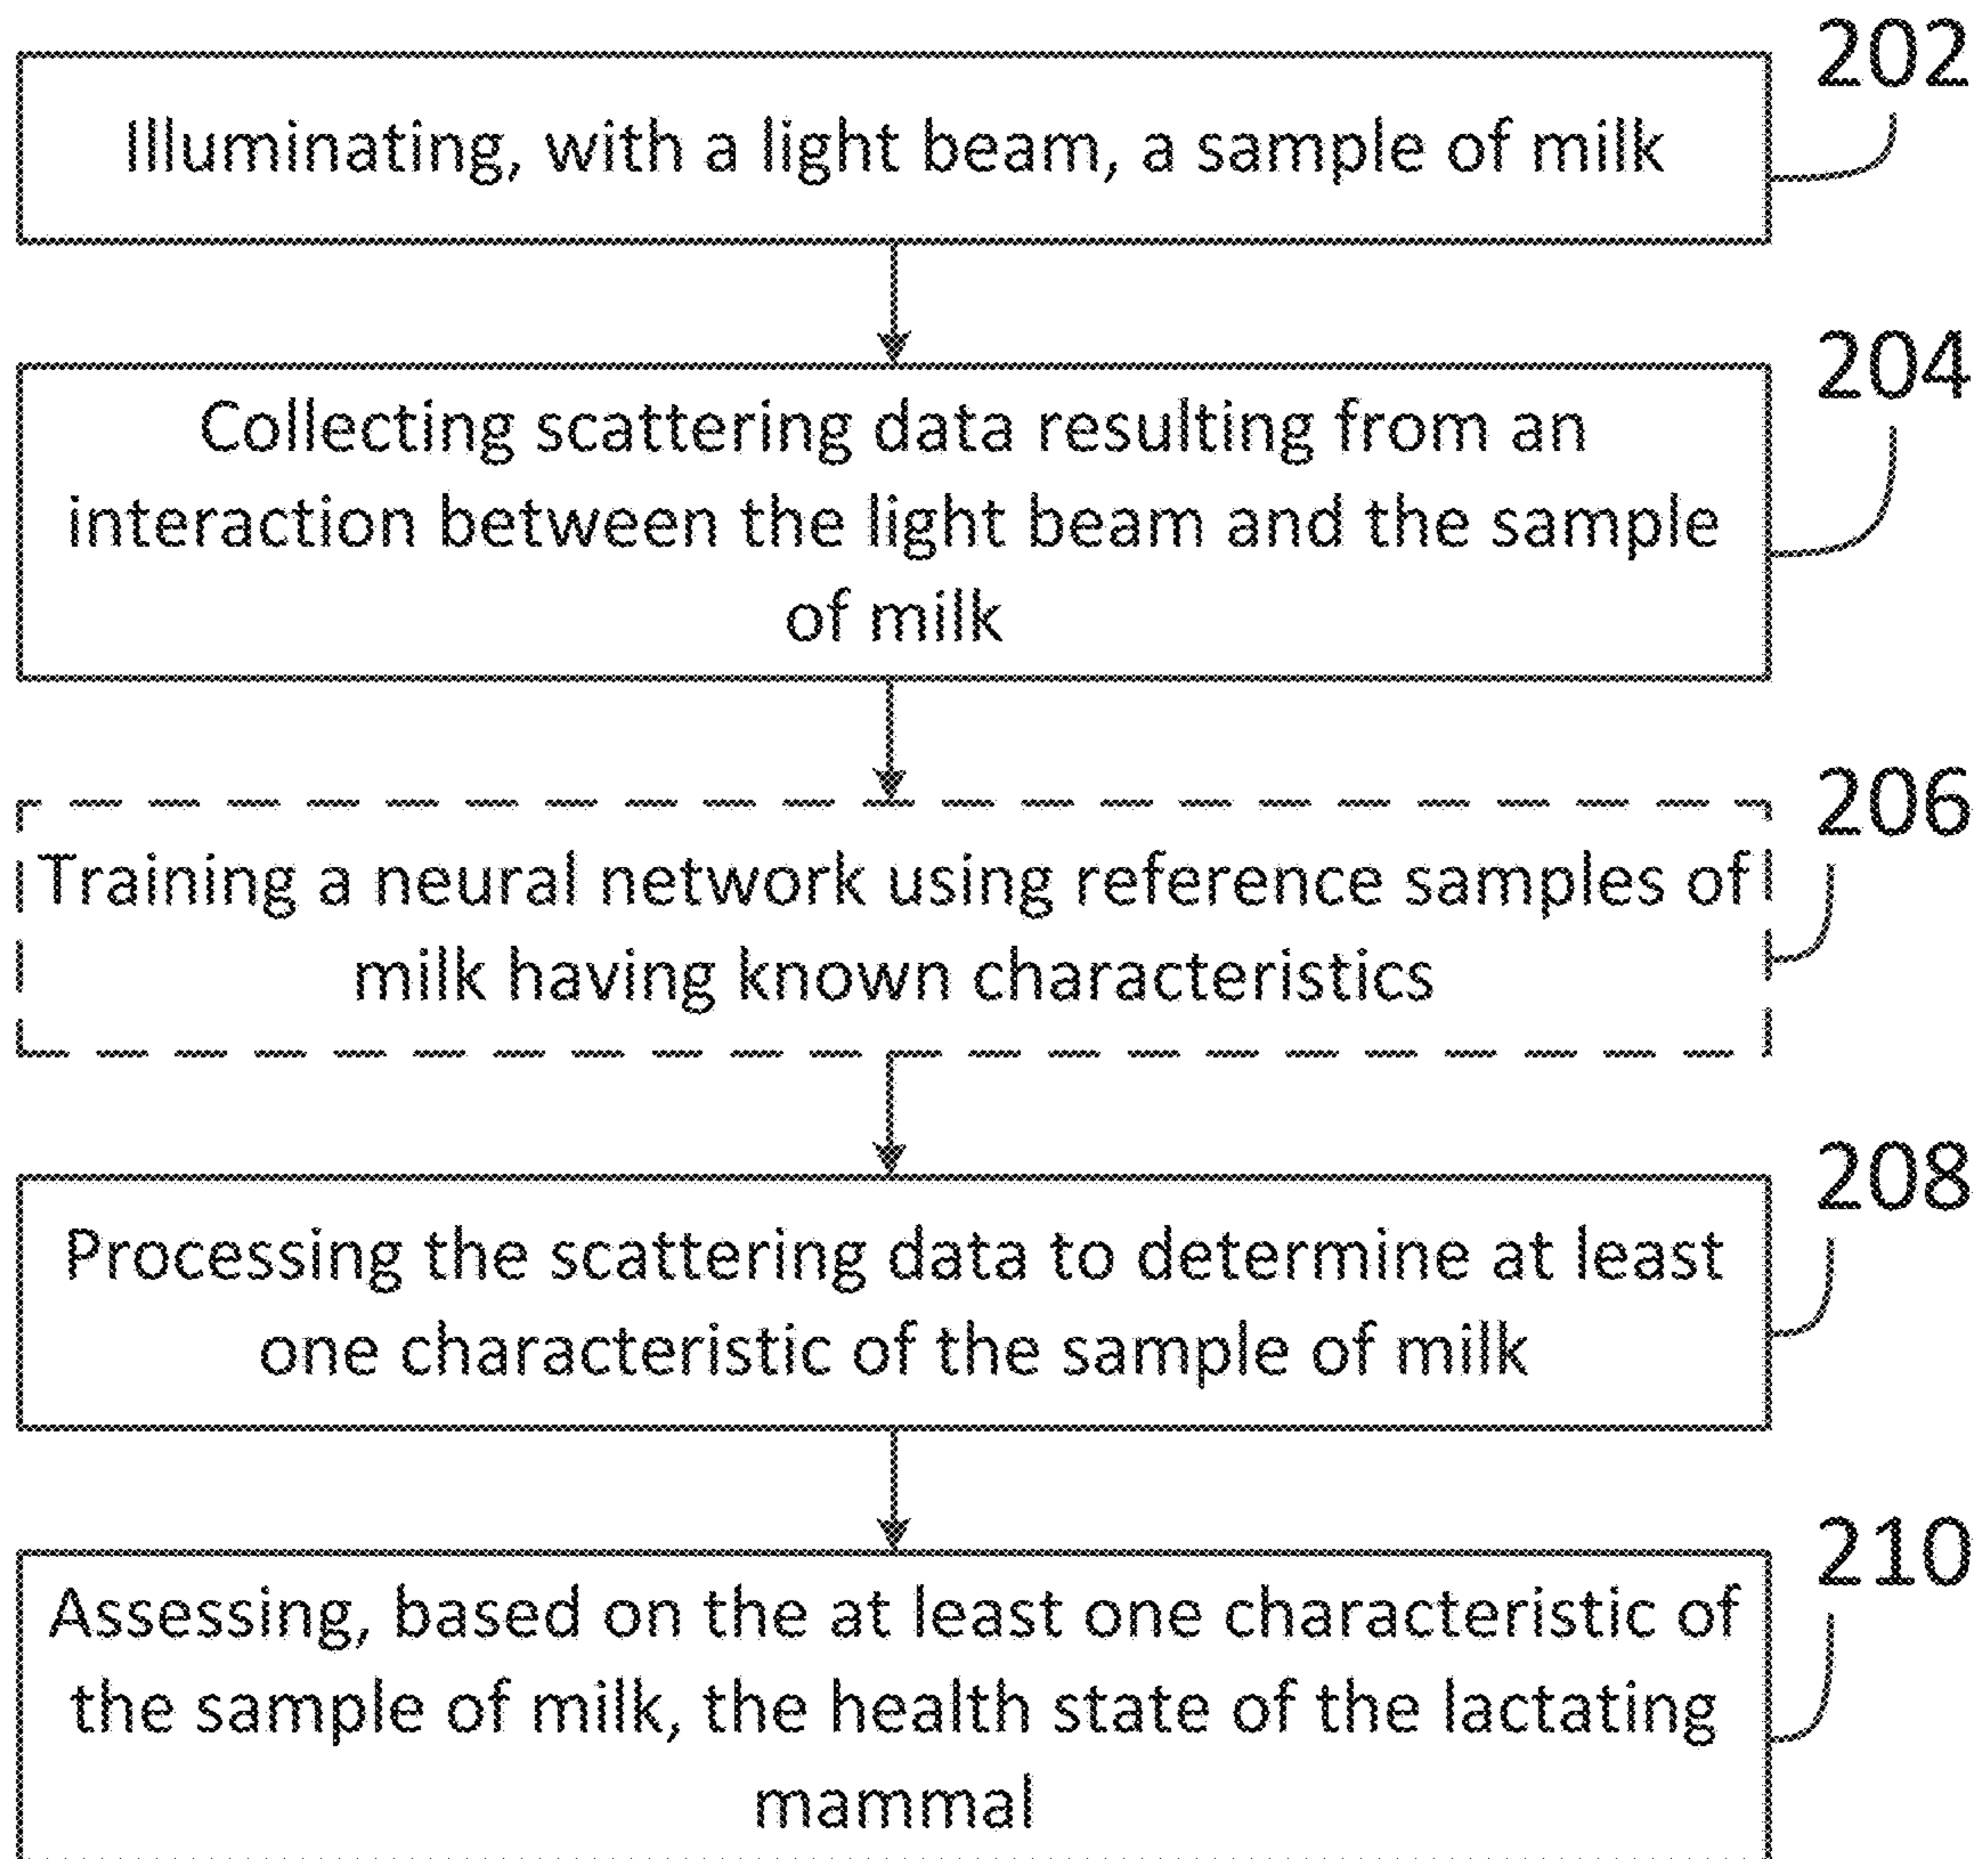 202
Illuminating, with a light beam, a sample of milk
204
Collecting scattering data resulting from an
interaction between the light beam and the sample
of milk
206
Training a neural network using reference samples of
milk having known characteristics
208
Processing the scattering data to determine at least
one characteristic of the sample of milk
210
Assessing, based on the at least one characteristic of
the sample of milk, the health state of the lactating
mammal